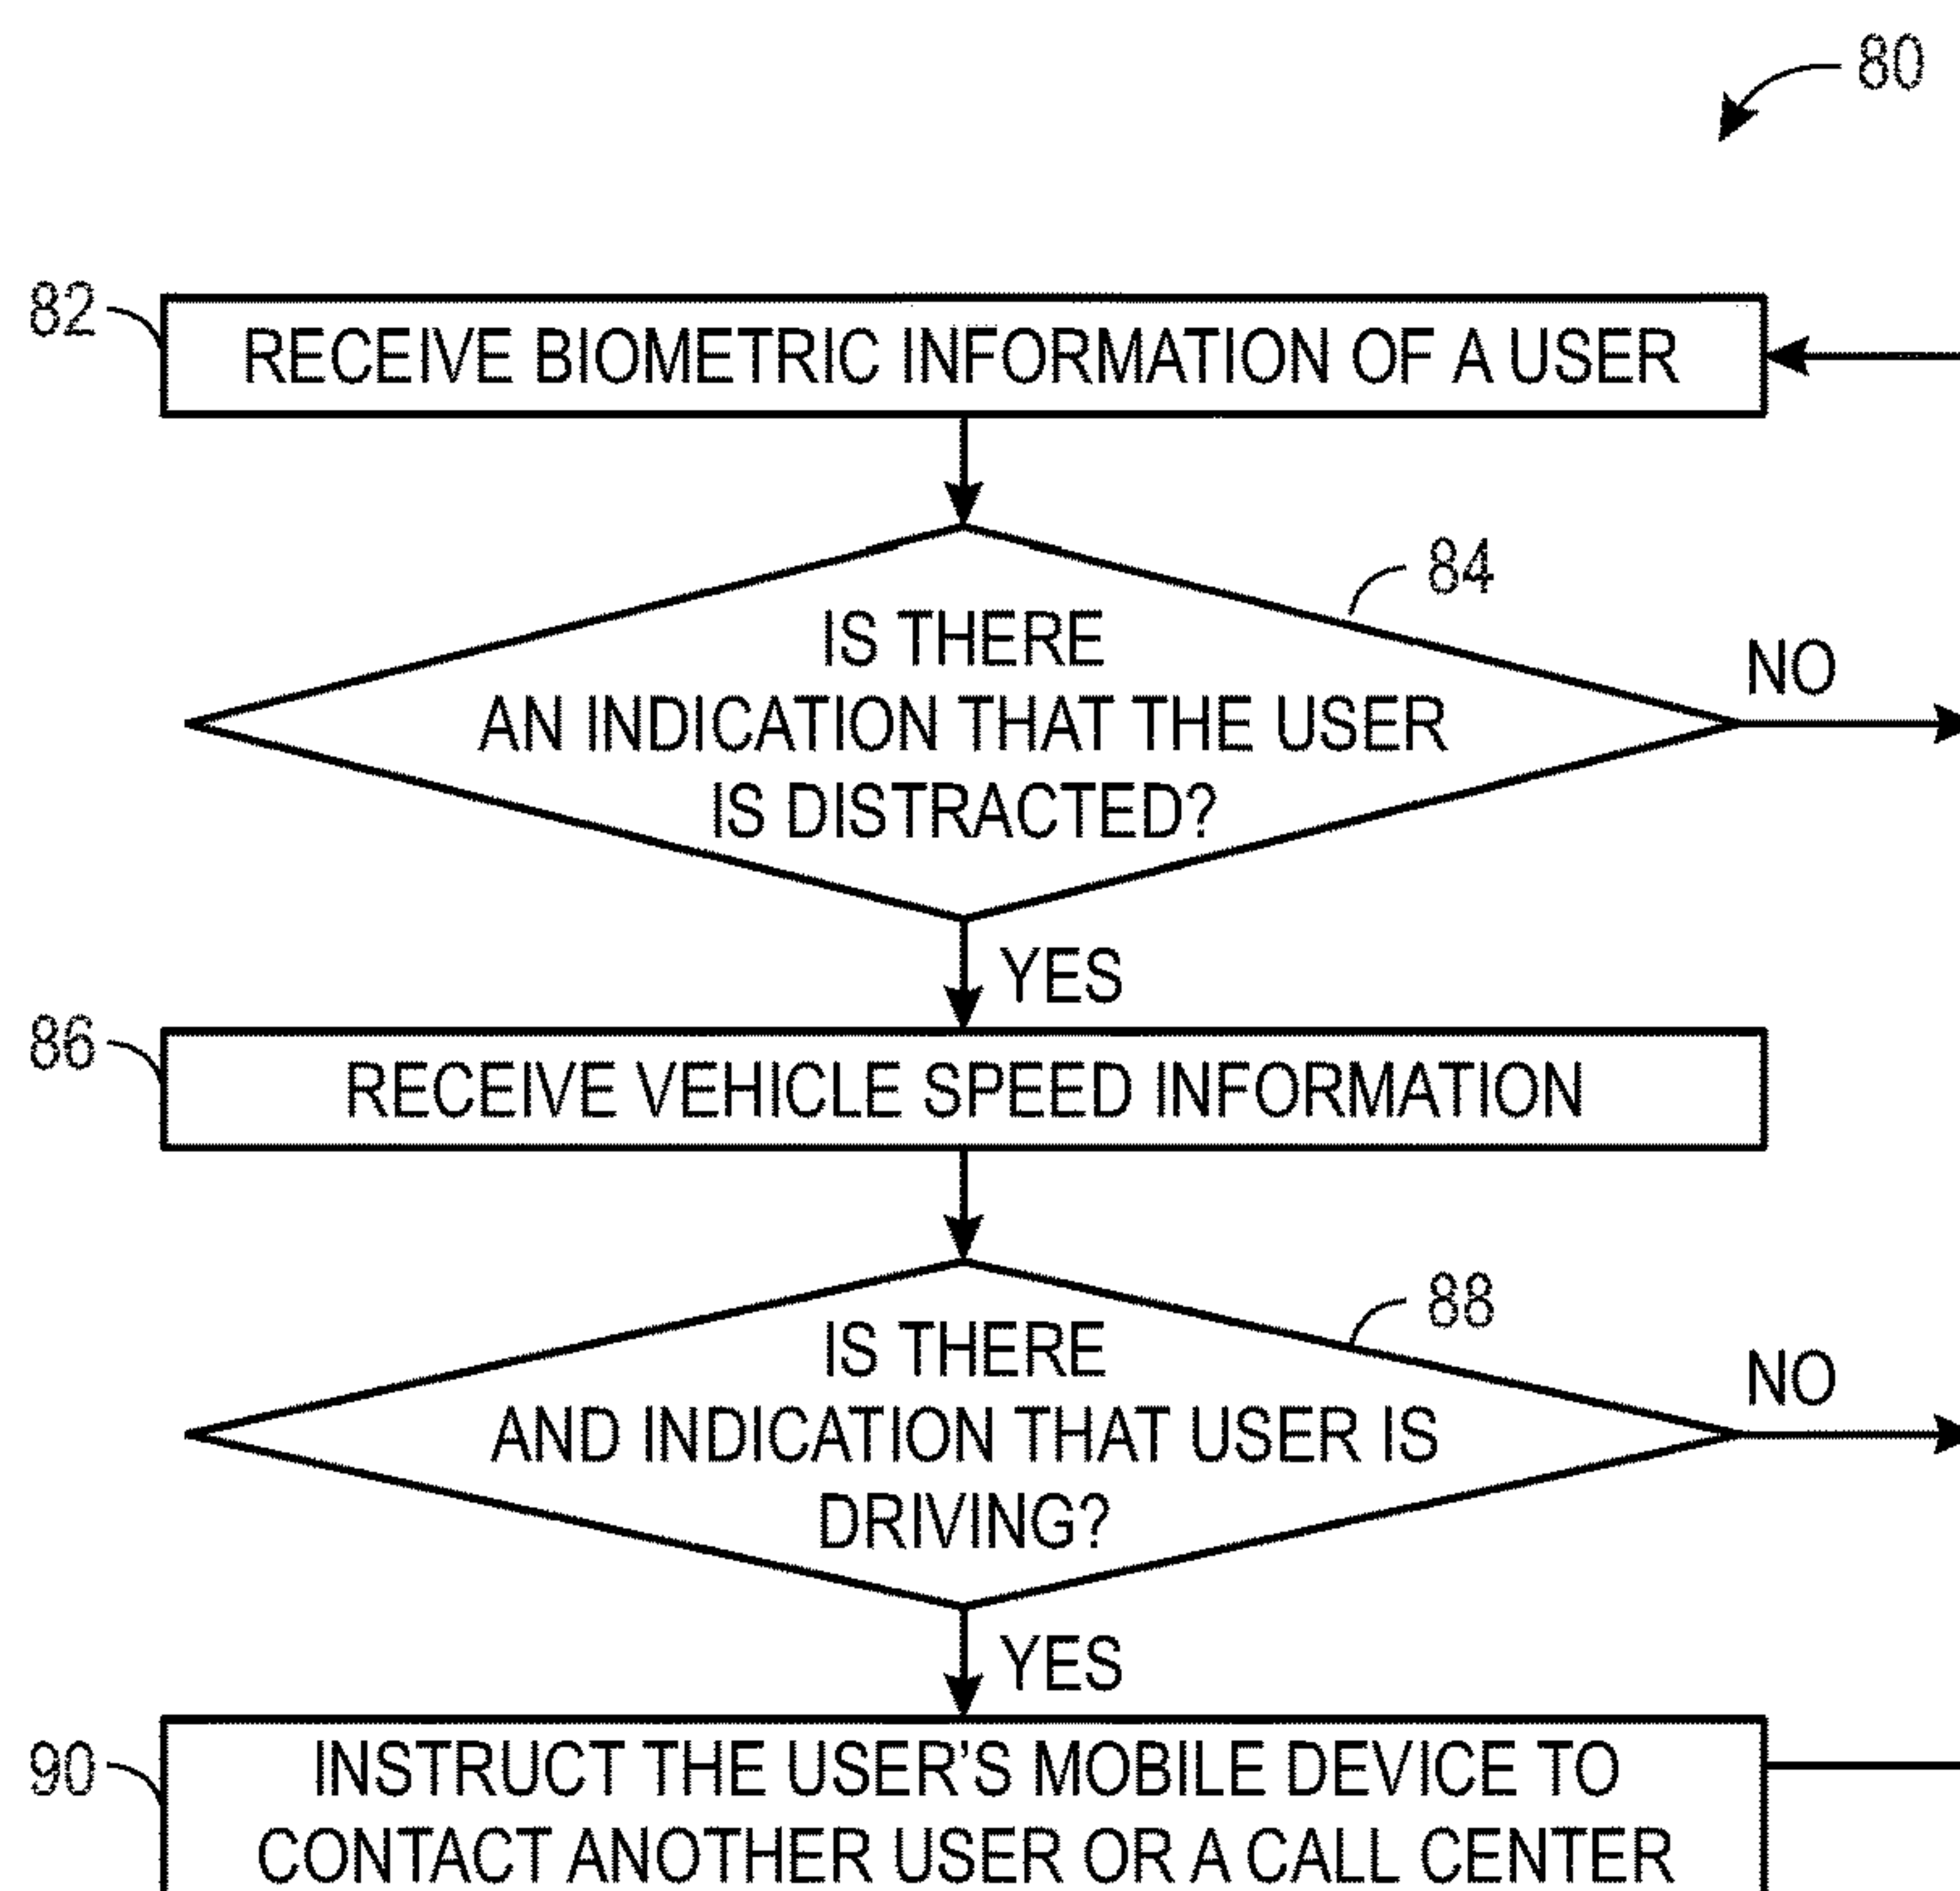 80
82
RECEIVE BIOMETRIC INFORMATION OF A USER
84
IS THERE
AN INDICATION THAT THE USER
IS DISTRACTED?
NO
YES
86
RECEIVE VEHICLE SPEED INFORMATION
88
IS THERE
AND INDICATION THAT USER IS
DRIVING?
NO
YES
90
INSTRUCT THE USER'S MOBILE DEVICE TO
CONTACT ANOTHER USER OR A CALL CENTER